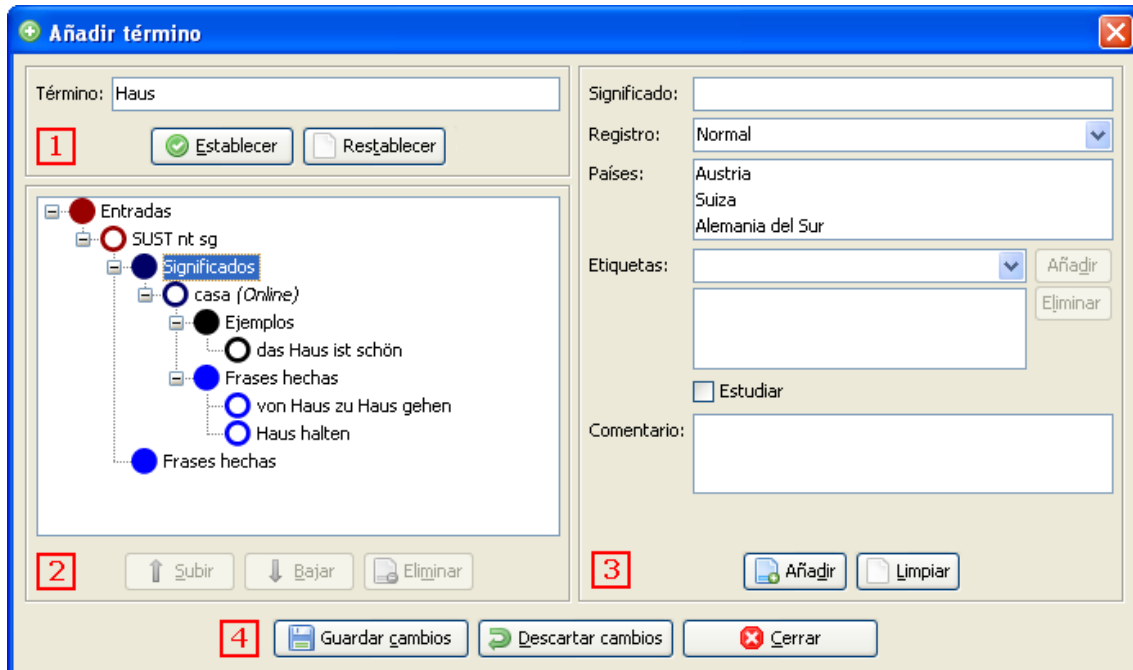 Añadir término
Término: Haus
1
Establecer
Restablecer
Entradas
SUST nt sg
Significados
casa (Online)
Ejemplos
das Haus ist schön
Frases hechas
von Haus zu Haus gehen
Haus halten
Frases hechas
2
Subir
Bajar
Eliminar
Significado:
Registro: Normal
Países: Austria
Suiza
Alemania del Sur
Etiquetas:
Añadir
Eliminar
Estudiar
Comentario:
3
Añadir
Limpiar
4
Guardar cambios
Descartar cambios
Cerrar